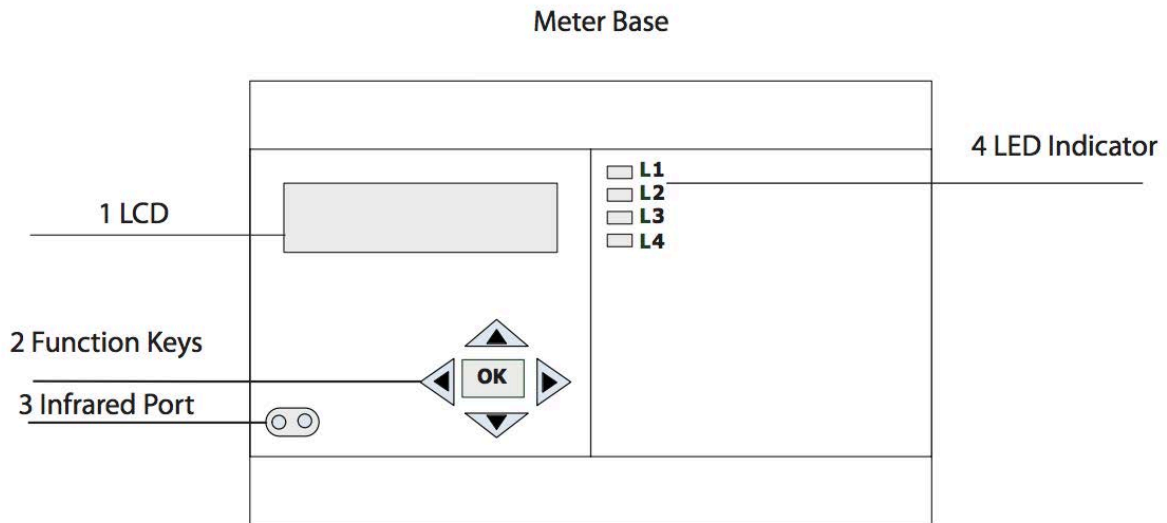 Meter Base
4 LED Indicator
L1
L2
L3
L4
1 LCD
2 Function Keys
OK
3 Infrared Port